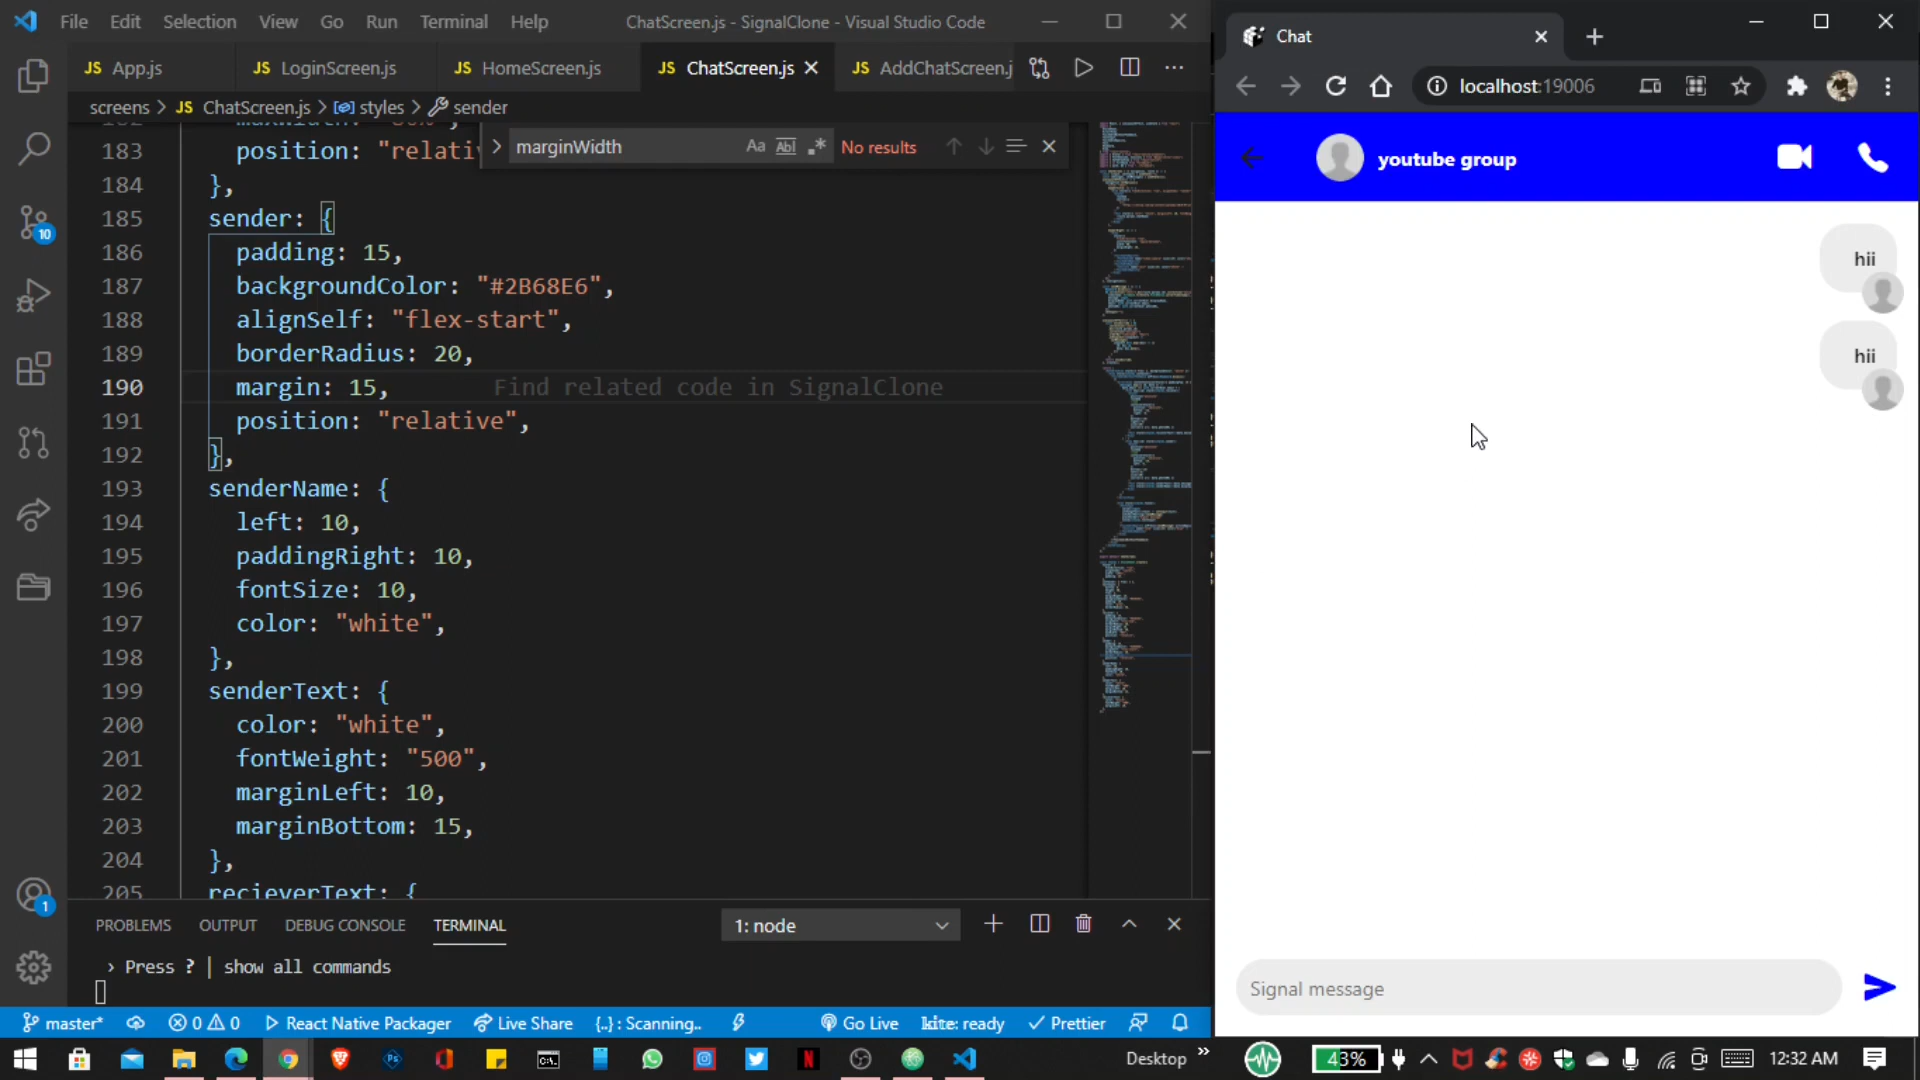 File Edit Selection View Go Run Terminal Help ChatScreen.js - SignalClone - Visual Studio Code
JS App.js JS LoginScreen.js JS HomeScreen.js JS ChatScreen.js JS AddChatScreen.j
screens > JS ChatScreen.js > styles > sender
marginWidth Aa Abl .* No results
183 position: "relativ
184 },
185 sender: {
186 padding: 15,
187 backgroundColor: "#2B68E6",
188 alignSelf: "flex-start",
189 borderRadius: 20,
190 margin: 15, Find related code in SignalClone
191 position: "relative",
192 },
193 senderName: {
194 left: 10,
195 paddingRight: 10,
196 fontSize: 10,
197 color: "white",
198 },
199 senderText: {
200 color: "white",
201 fontWeight: "500",
202 marginLeft: 10,
203 marginBottom: 15,
204 },
205 recieverText: {
10
1
PROBLEMS OUTPUT DEBUG CONSOLE TERMINAL 1: node
› Press ? | show all commands
master* 0 0 React Native Packager Live Share {..} : Scanning.. Go Live kite: ready Prettier
Chat
localhost:19006
youtube group
hii
hii
Signal message
Desktop » 43% 12:32 AM